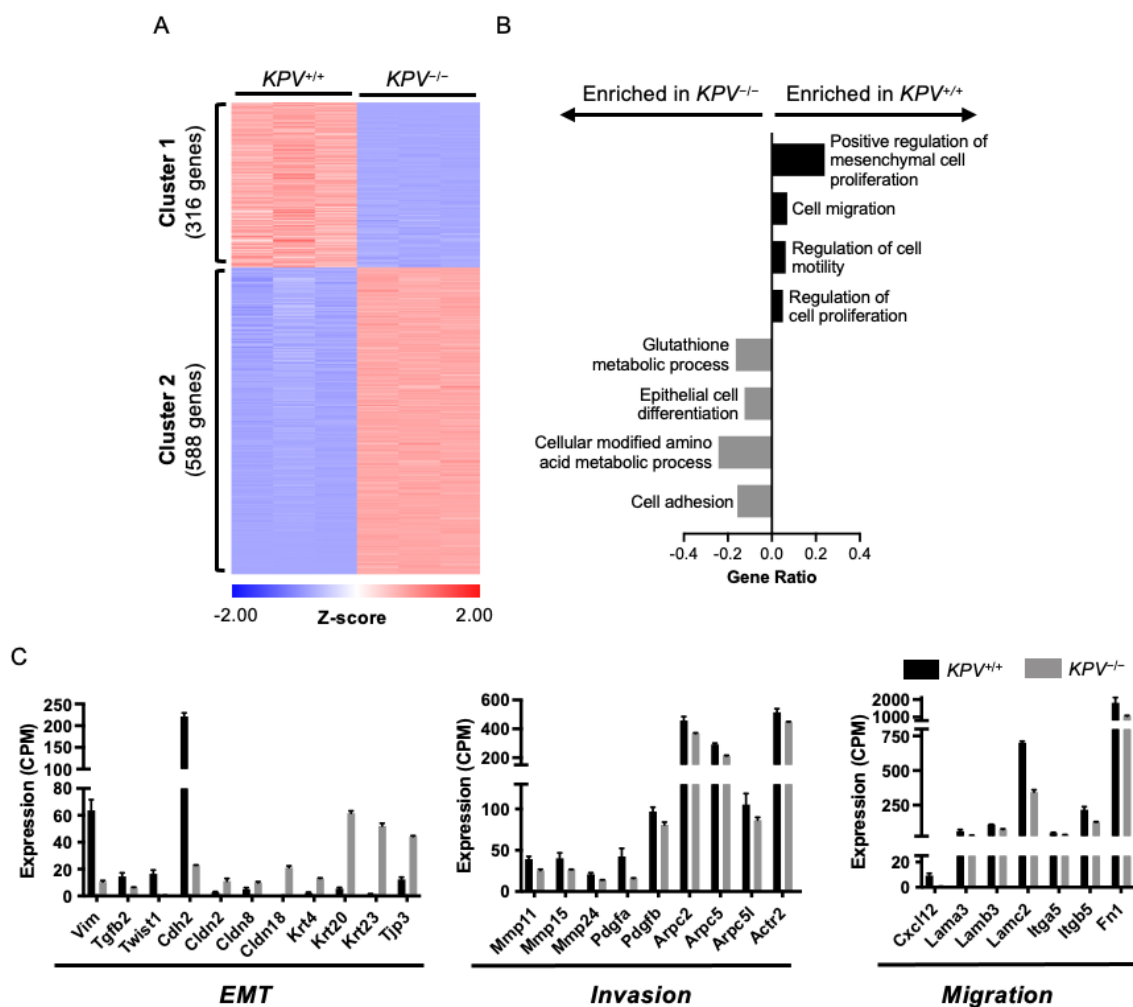 A
KPV+/+
KPV−/−
Cluster 1
(316 genes)
Cluster 2
(588 genes)
-2.00
Z-score
2.00
B
Enriched in KPV−/−
Enriched in KPV+/+
Positive regulation of
mesenchymal cell
proliferation
Cell migration
Regulation of cell
motility
Regulation of
cell proliferation
Glutathione
metabolic process
Epithelial cell
differentiation
Cellular modified amino
acid metabolic process
Cell adhesion
-0.4 -0.2 0.0 0.2 0.4
Gene Ratio
C
KPV+/+
KPV−/−
Expression (CPM)
250
200
150
100
80
60
40
20
0
Vim Tgfb2 Twist1 Cdh2 Cldn2 Cldn8 Cldn18 Krt4 Krt20 Krt23 Tjp3
EMT
Expression (CPM)
600
400
200
100
50
0
Mmp11 Mmp15 Mmp24 Pdgfa Pdgfb Arpc2 Arpc5 Arpc5l Actr2
Invasion
Expression (CPM)
2000
1000
750
500
250
20
0
Cxcl12 Lama3 Lamb3 Lamc2 Itga5 Itgb5 Fn1
Migration